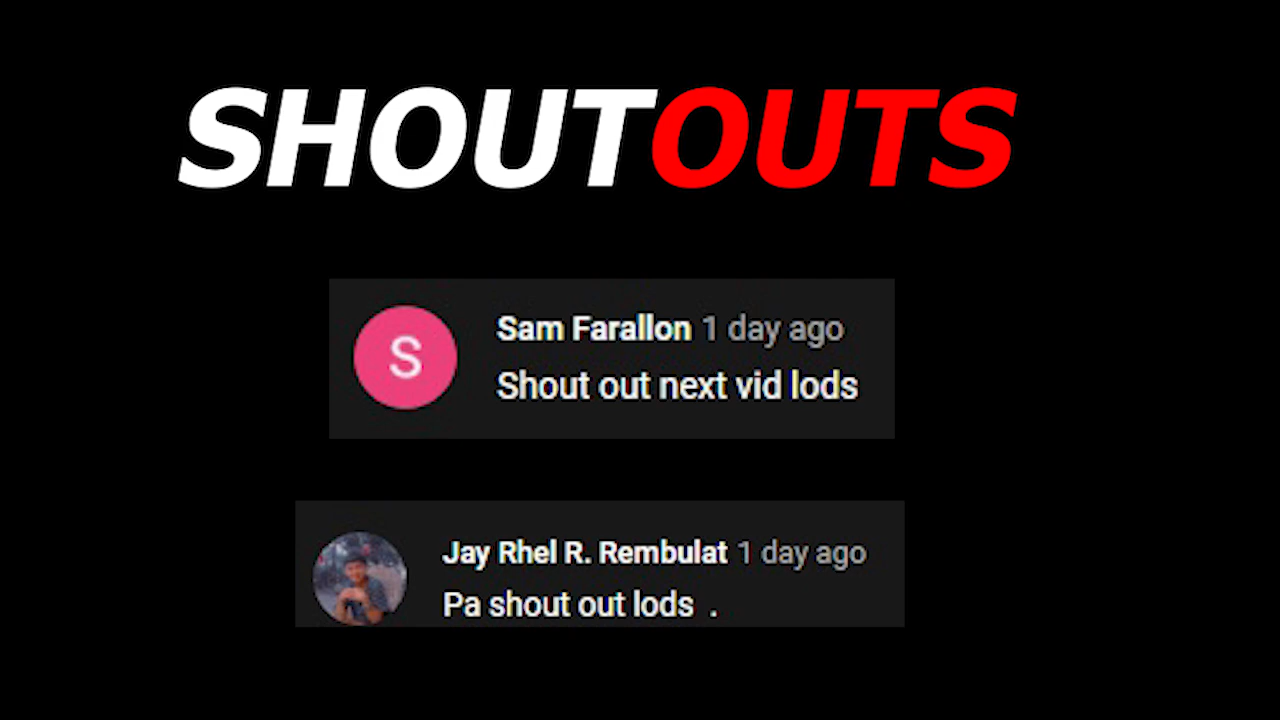 SHOUTOUTS
S
Sam Farallon 1 day ago
Shout out next vid lods
Jay Rhel R. Rembulat 1 day ago
Pa shout out lods .